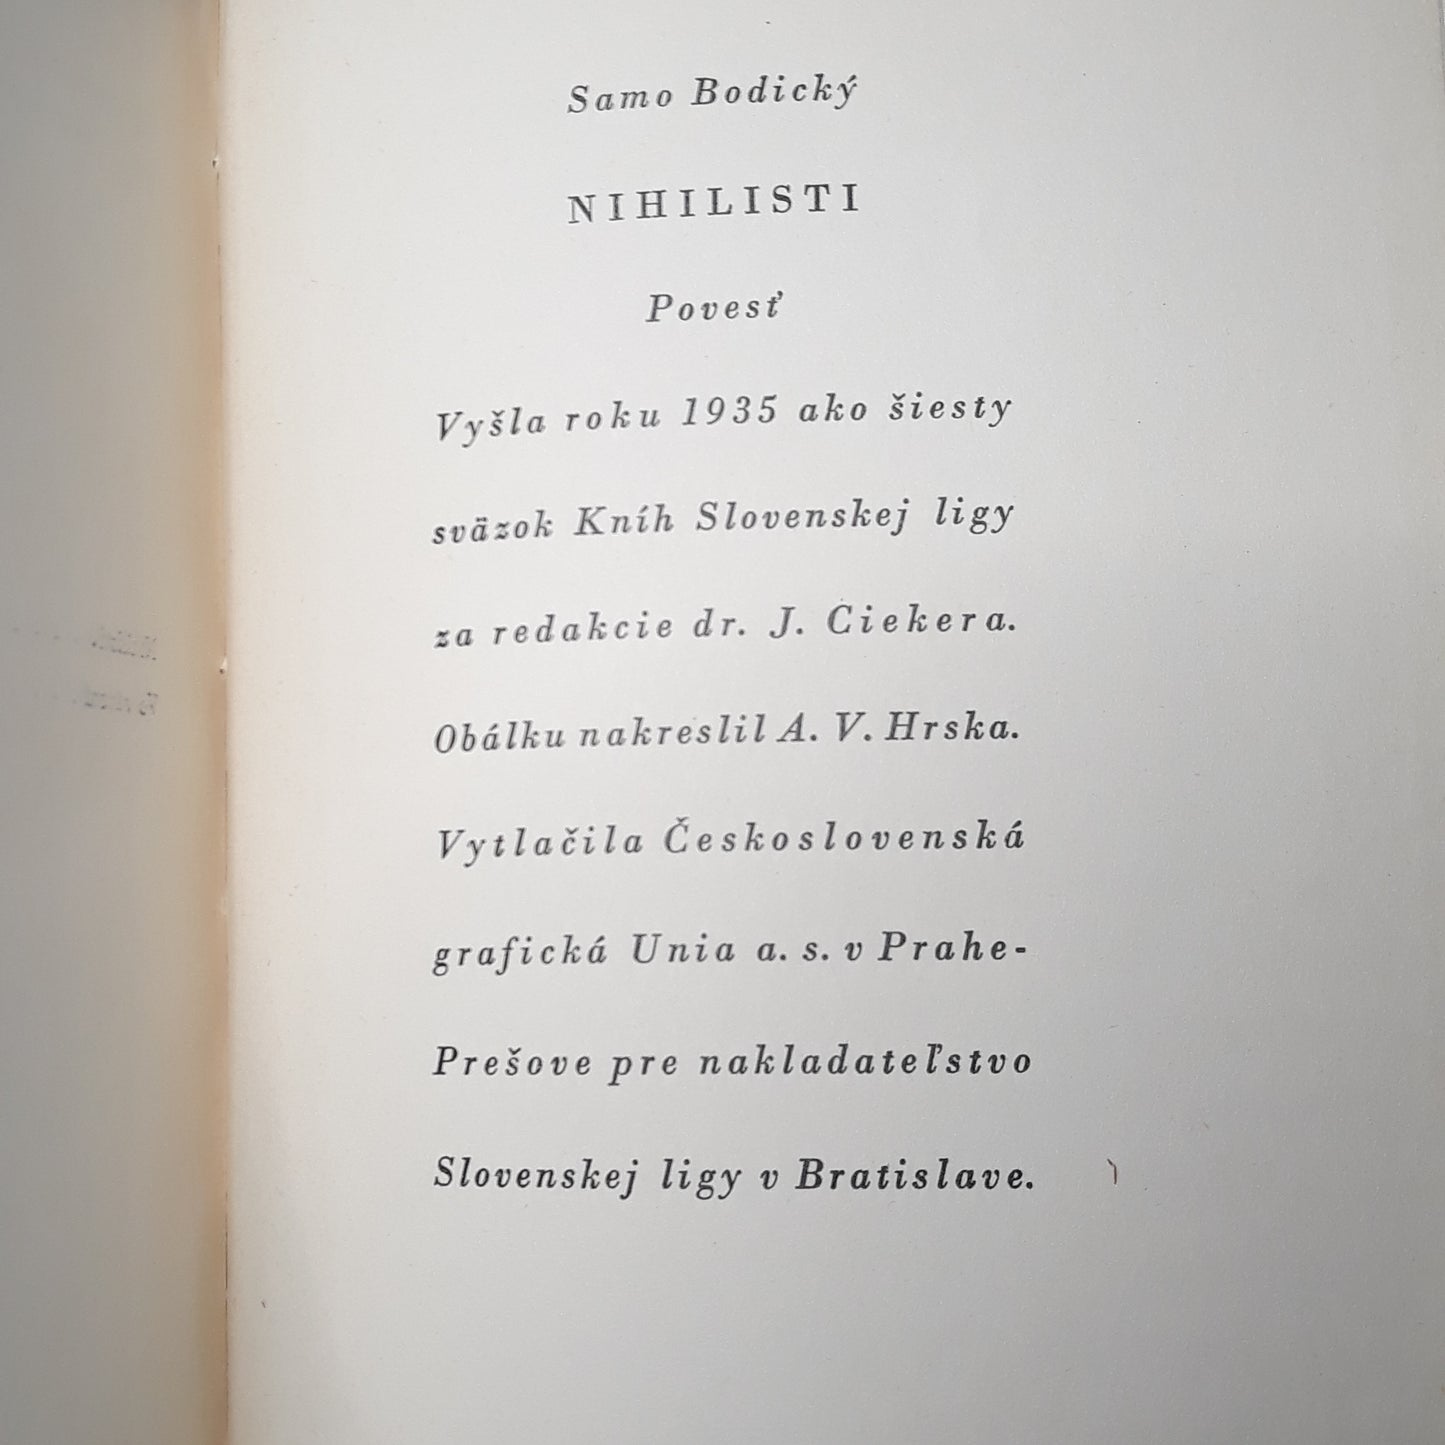 Samo Bodický
NIHILISTI
Povesť
Vyšla roku 1935 ako šiesty
sväzok Kníh Slovenskej ligy
za redakcie dr. J. Ciekera.
Obálku nakreslil A. V. Hrska.
Vytlačila Československá
grafická Unia a. s. v Prahe-
Prešove pre nakladateľstvo
Slovenskej ligy v Bratislave.